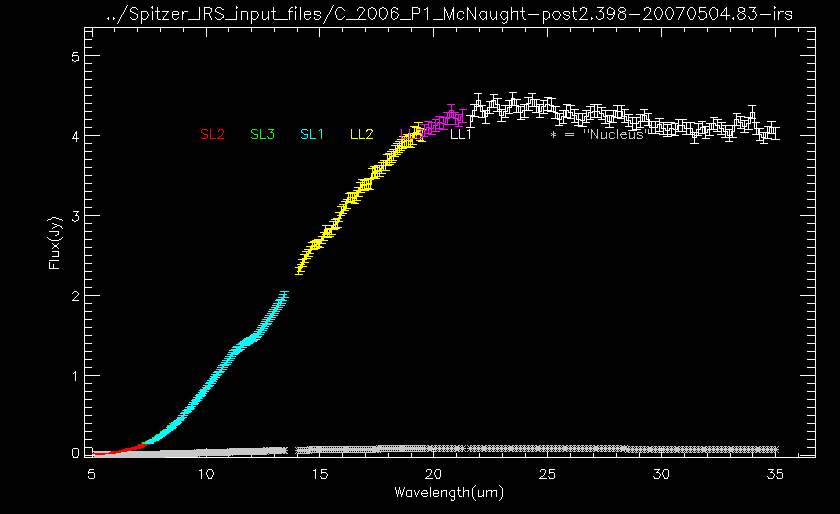 ../Spitzer_IRS_input_files/C_2006_P1_McNaught-post2.398-20070504.83-irs
5
4
3
2
1
0
Flux(Jy)
SL2 SL3 SL1 LL2 LL1 * = "Nucleus"
5 10 15 20 25 30 35
Wavelength(um)